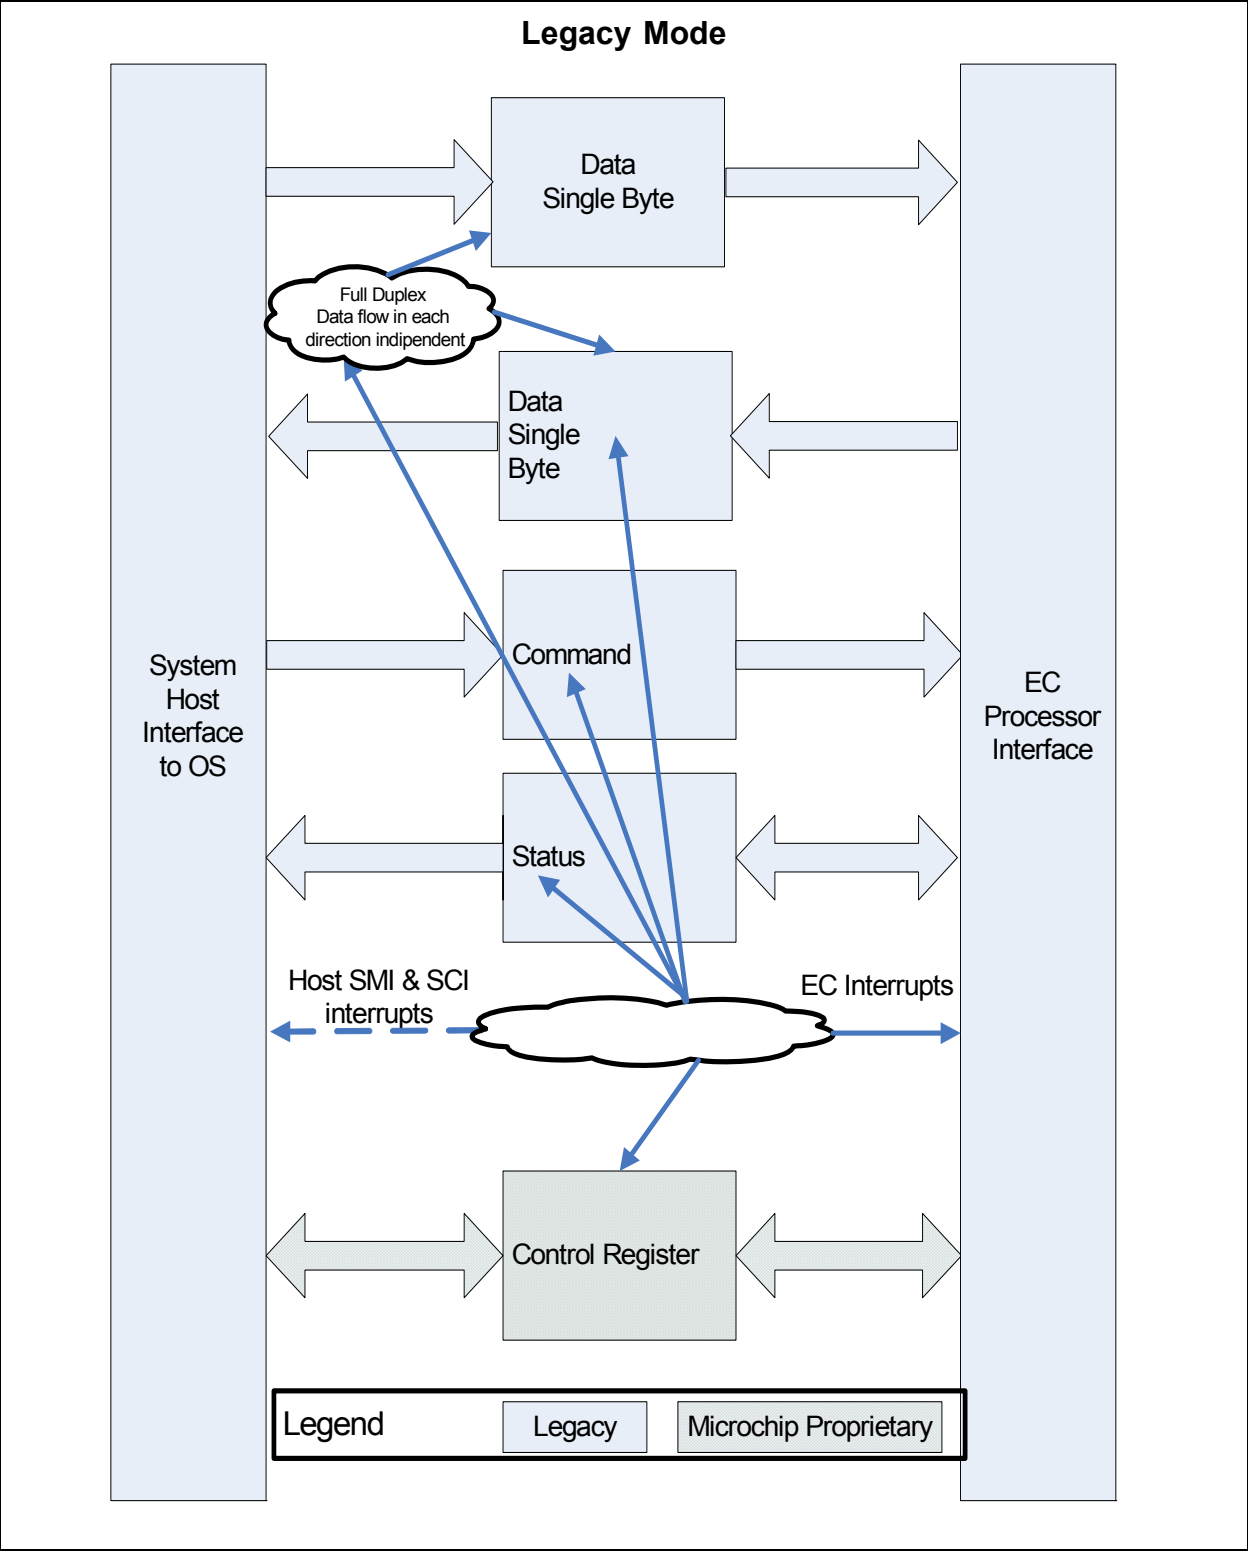 Legacy Mode
Data
Single Byte
Full Duplex
Data flow in each
direction indipendent
Data
Single
Byte
System
Host
Interface
to OS
Command
EC
Processor
Interface
Status
Host SMI & SCI
interrupts
EC Interrupts
Control Register
Legend
Legacy
Microchip Proprietary